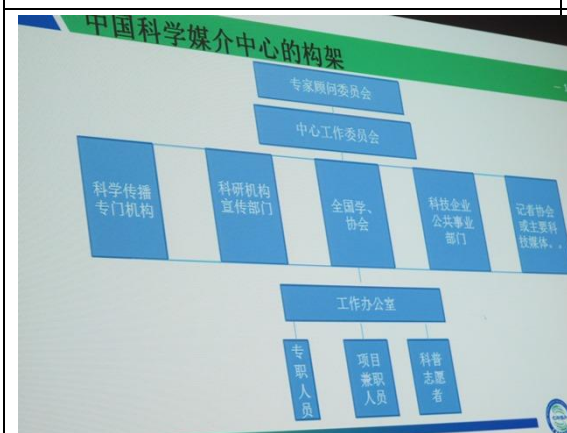 中国科学媒介中心的构架
专家顾问委员会
中心工作委员会
科学传播
专门机构
科研机构
宣传部门
全国学、
协会
科技企业
公共事业
部门
记者协会
或主要科
技媒体。。
工作办公室
专
职
人
员
项目
兼职
人员
科普
志愿
者